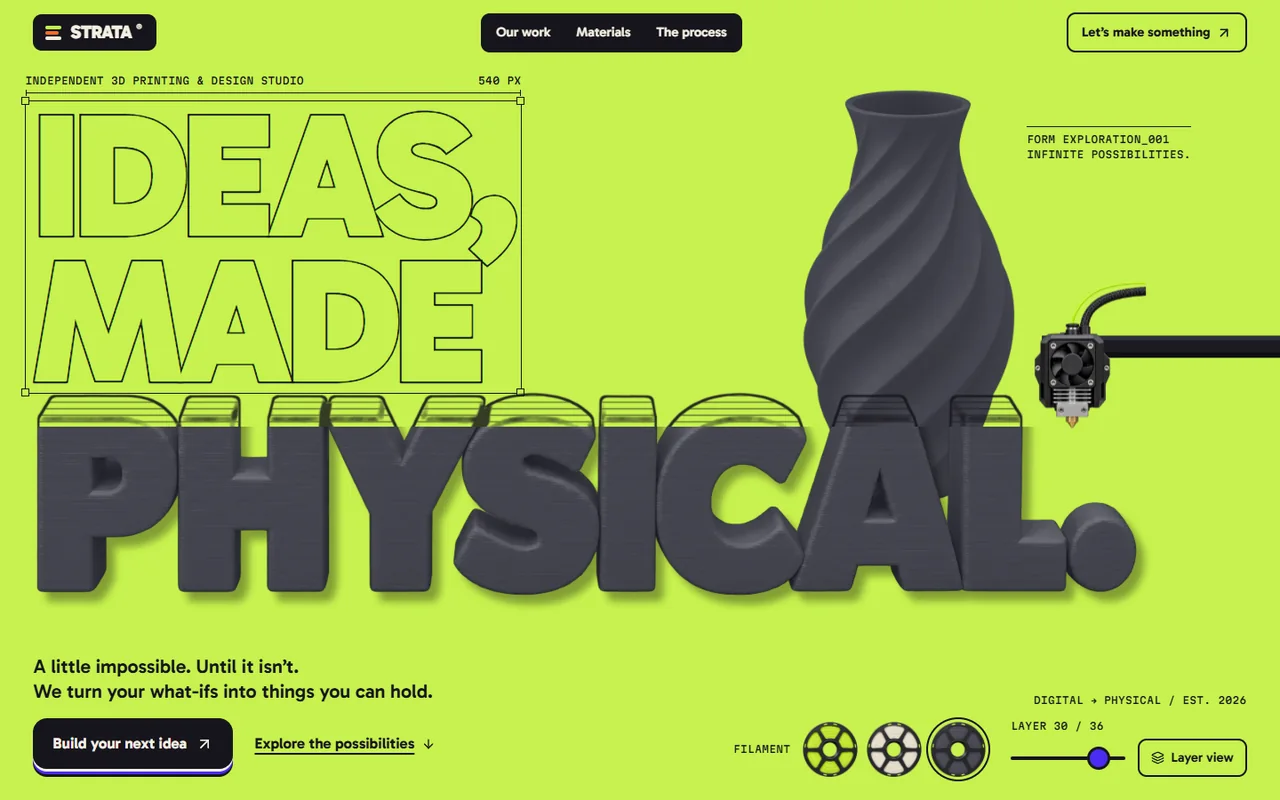 STRATA®
Our work
Materials
The process
Let's make something
INDEPENDENT 3D PRINTING & DESIGN STUDIO
540 PX
IDEAS,
MADE
PHYSICAL.
FORM EXPLORATION_001
INFINITE POSSIBILITIES.
A little impossible. Until it isn't.
We turn your what-ifs into things you can hold.
Build your next idea
Explore the possibilities ↓
DIGITAL → PHYSICAL / EST. 2026
FILAMENT
LAYER 30 / 36
Layer view